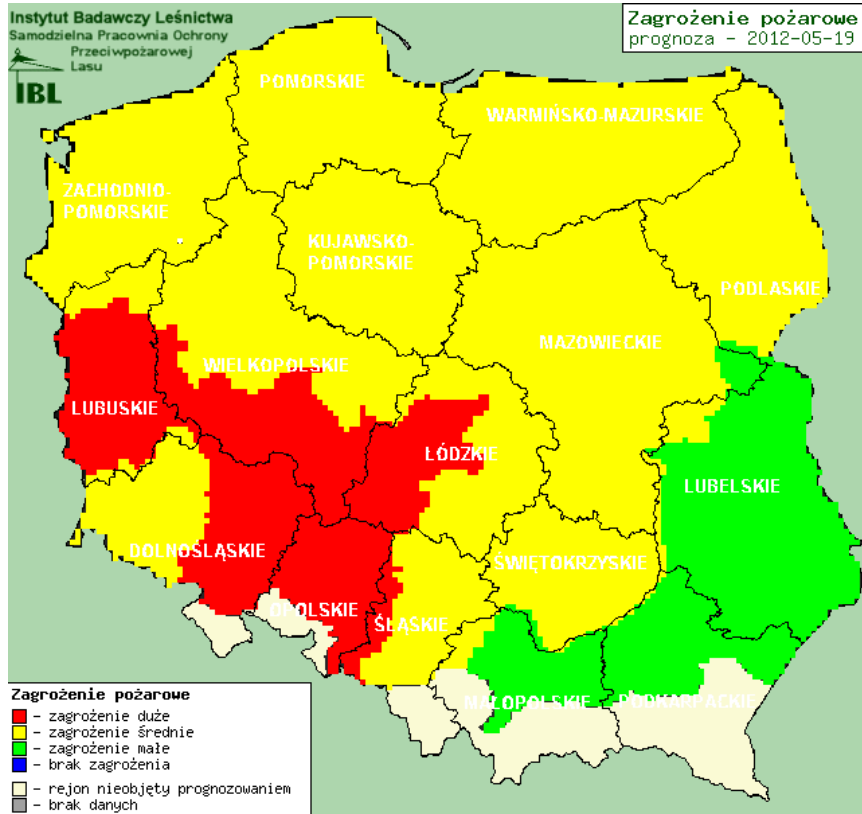 Instytut Badawczy Leśnictwa
Samodzielna Pracownia Ochrony
Przeciwpożarowej
Lasu
IBL
Zagrożenie pożarowe
prognoza - 2012-05-19
POMORSKIE
WARMIŃSKO-MAZURSKIE
ZACHODNIO-
POMORSKIE
KUJAWSKO-
POMORSKIE
PODLASKIE
MAZOWIECKIE
WIELKOPOLSKIE
LUBUSKIE
ŁÓDZKIE
LUBELSKIE
DOLNOŚLĄSKIE
ŚWIĘTOKRZYSKIE
OPOLSKIE
ŚLĄSKIE
MAŁOPOLSKIE
PODKARPACKIE
Zagrożenie pożarowe
- zagrożenie duże
- zagrożenie średnie
- zagrożenie małe
- brak zagrożenia
- rejon nieobjęty prognozowaniem
- brak danych